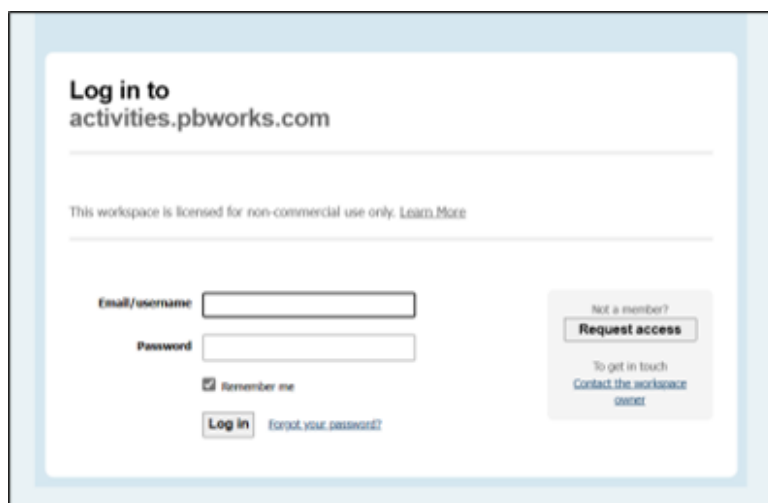 Log in to
activities.pbworks.com
This workspace is licensed for non-commercial use only. Learn More
Email/username
Password
Remember me
Log in Forgot your password?
Not a member?
Request access
To get in touch
Contact the workspace
owner